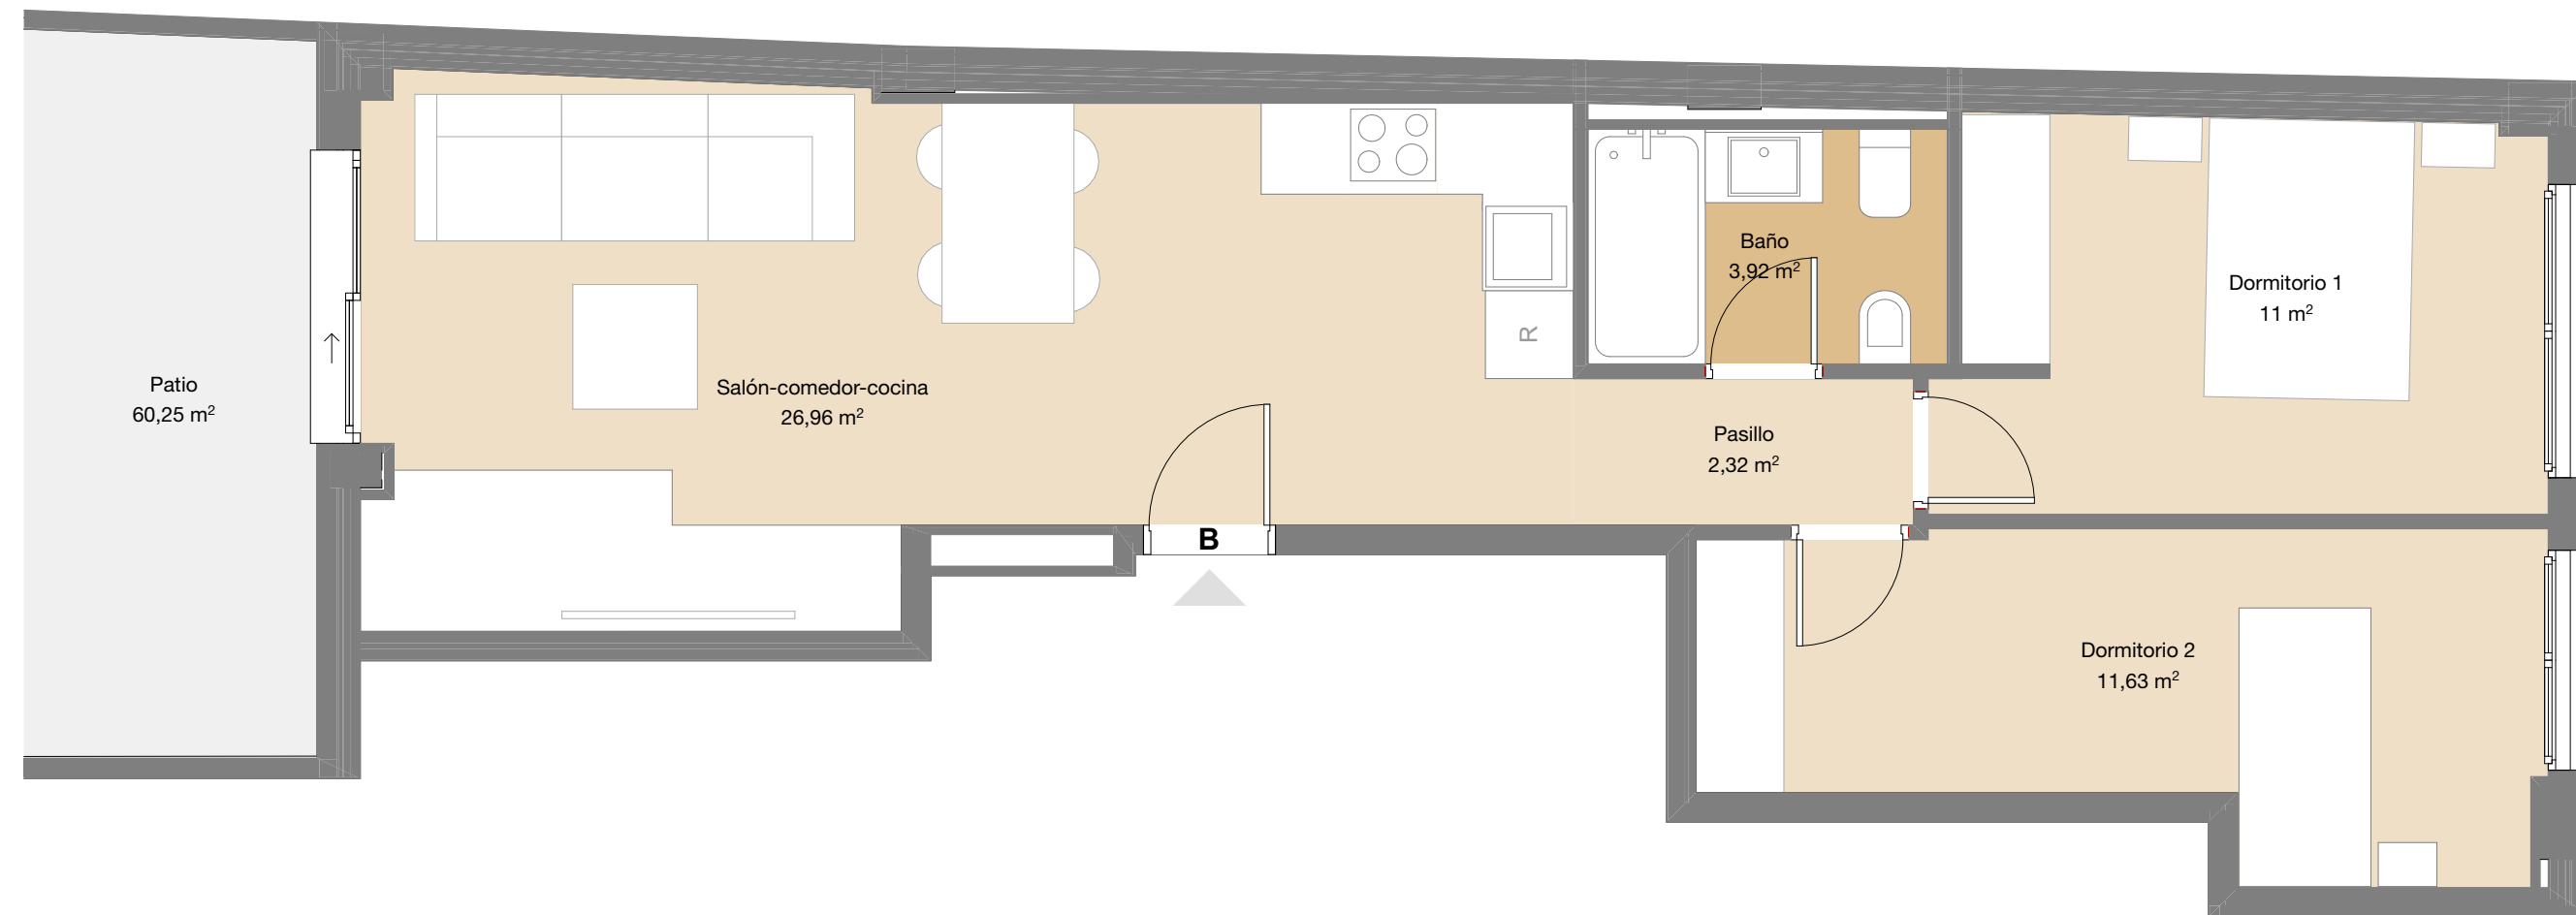 Patio
60,25 m²
Salón-comedor-cocina
26,96 m²
B
R
Baño
3,92 m²
Pasillo
2,32 m²
Dormitorio 1
11 m²
Dormitorio 2
11,63 m²